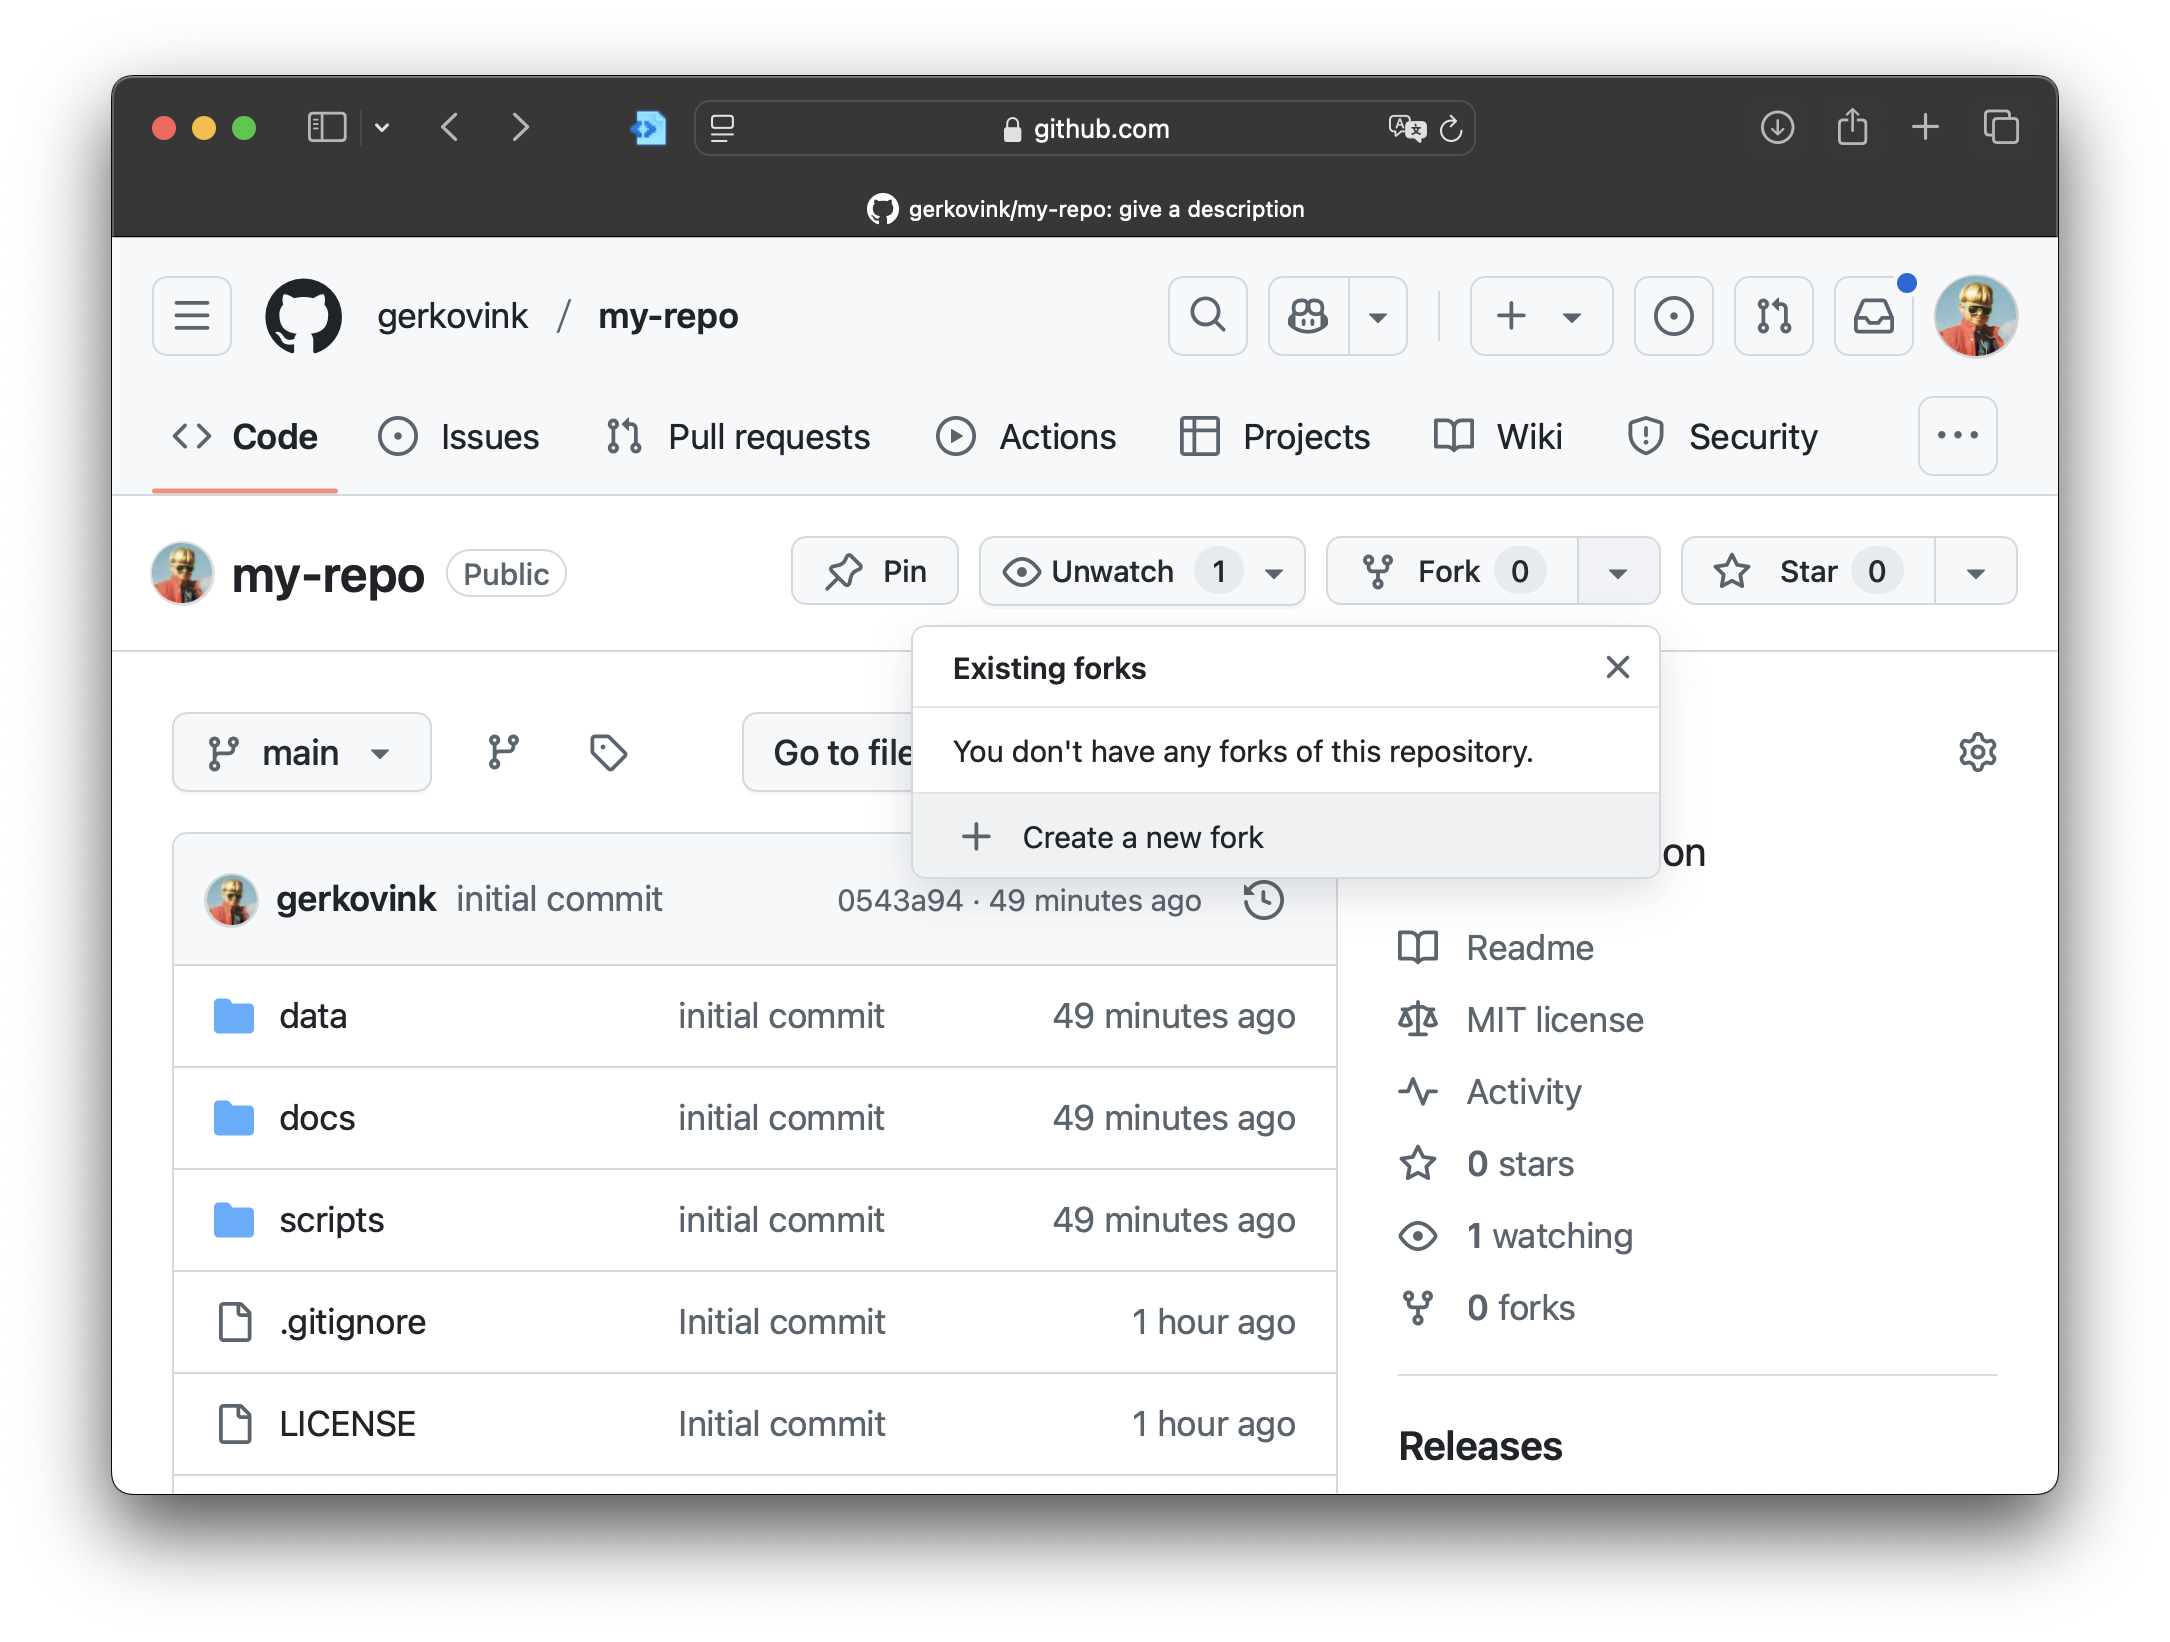 github.com
gerkovink/my-repo: give a description
gerkovink / my-repo
Code Issues Pull requests Actions Projects Wiki Security
my-repo Public Pin Unwatch 1 Fork 0 Star 0
Existing forks
You don't have any forks of this repository.
Create a new fork
main Go to file
on
gerkovink initial commit 0543a94 · 49 minutes ago
data initial commit 49 minutes ago
docs initial commit 49 minutes ago
scripts initial commit 49 minutes ago
.gitignore Initial commit 1 hour ago
LICENSE Initial commit 1 hour ago
Readme
MIT license
Activity
0 stars
1 watching
0 forks
Releases